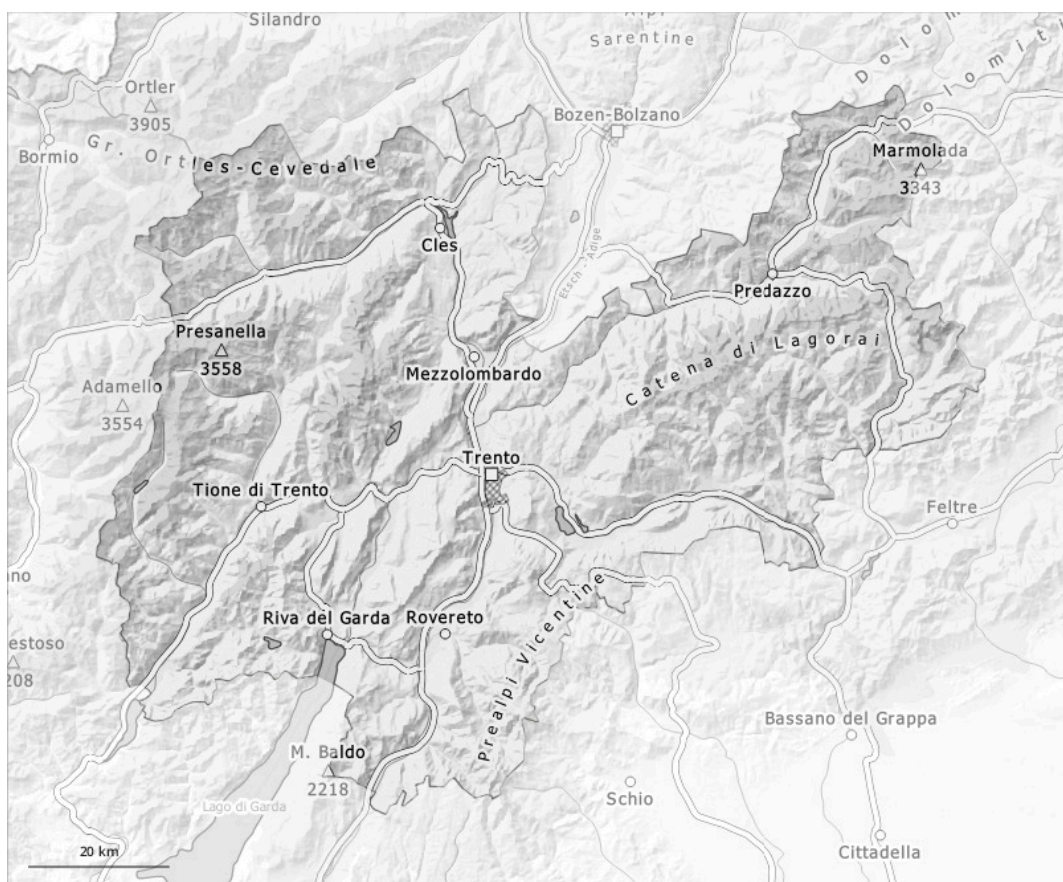 Silandro
Sarentine
Ortler
3905
Bozen-Bolzano
Bormio
Gr. Ortles-Cevedale
Marmolada
3343
Cles
Etsch - Adige
Predazzo
Presanella
3558
Mezzolombardo
Catena di Lagorai
Adamello
3554
Trento
Tione di Trento
Feltre
Riva del Garda
Rovereto
Prealpi Vicentine
208
Bassano del Grappa
M. Baldo
2218
Lago di Garda
Schio
20 km
Cittadella